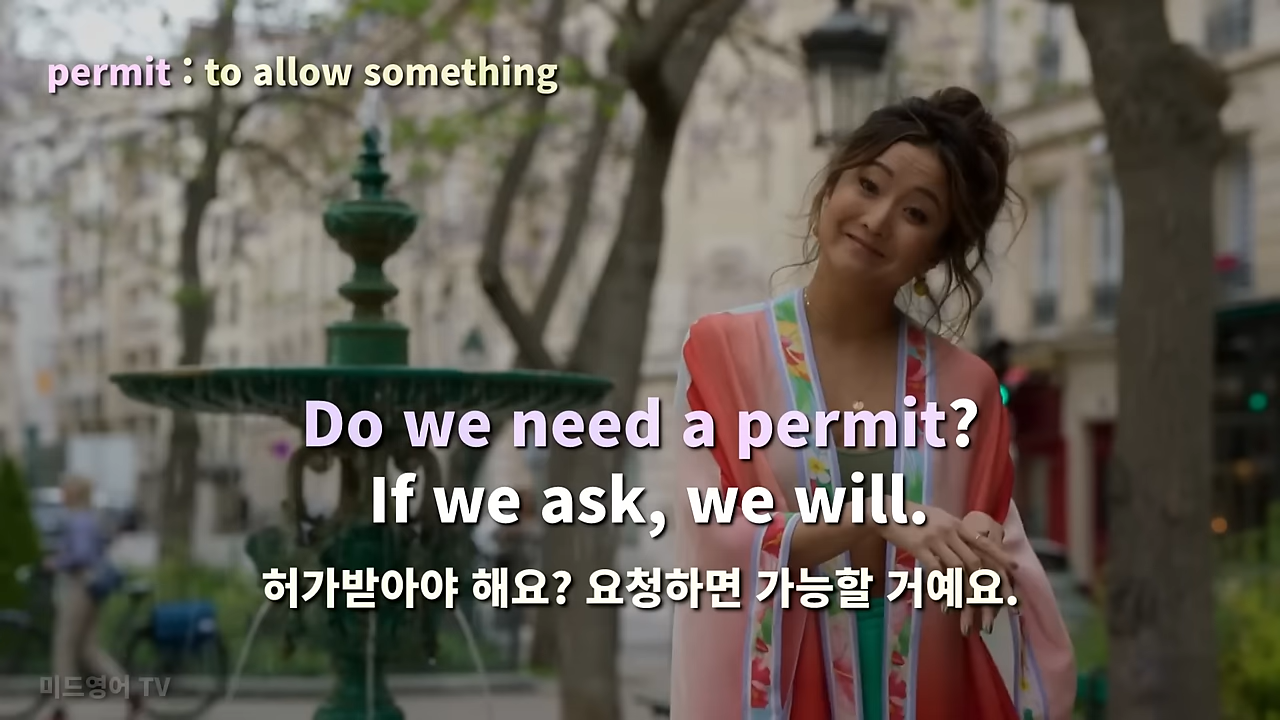 permit : to allow something
Do we need a permit?
If we ask, we will.
허가받아야 해요? 요청하면 가능할 거예요.
미드영어 TV